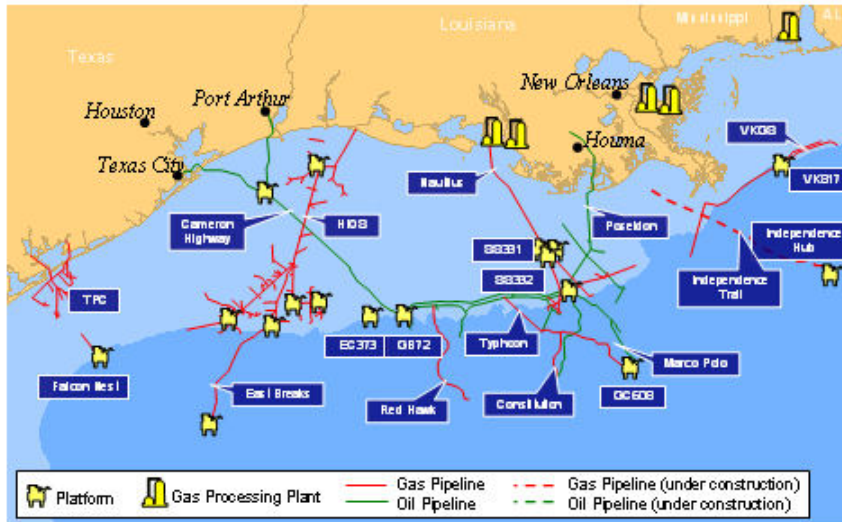 Mississippi
AL
Louisiana
Texas
New Orleans
Port Arthur
Houston
Houma
Texas City
VK817
Nautilus
Cameron
Highway
HIOS
Poseidon
Independence
Hub
SS332
Independence
Trail
TPC
EC373
GB72
Typhoon
Marco Polo
Falcon Nest
East Breaks
Red Hawk
Constitution
GC608
Platform
Gas Processing Plant
Gas Pipeline
Oil Pipeline
Gas Pipeline (under construction)
Oil Pipeline (under construction)